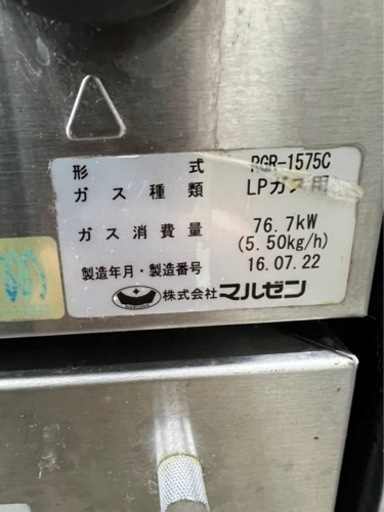 形式 RGR-1575C
ガス種類 LPガス用
ガス消費量 76.7kW
(5.50kg/h)
製造年月・製造番号 16.07.22
株式会社マルゼン